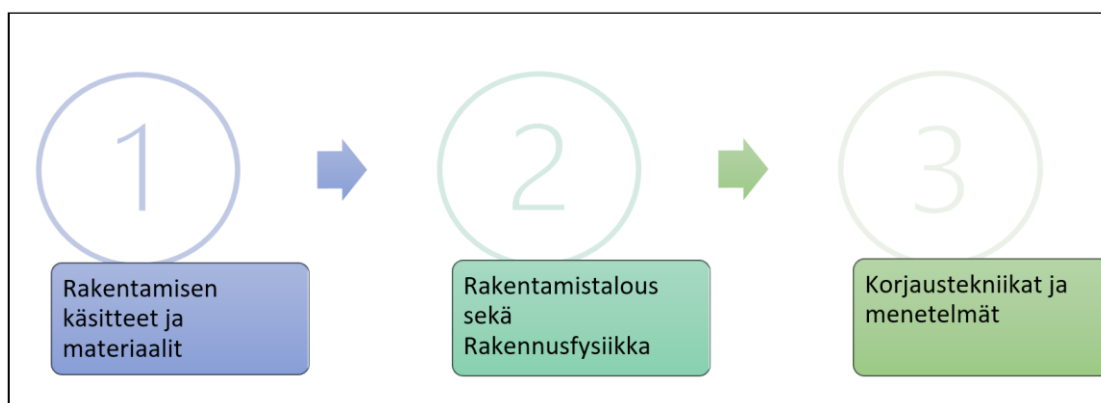 1
Rakentamisen
käsitteet ja
materiaalit
2
Rakentamistalous
sekä
Rakennusfysiikka
3
Korjaustekniikat ja
menetelmät